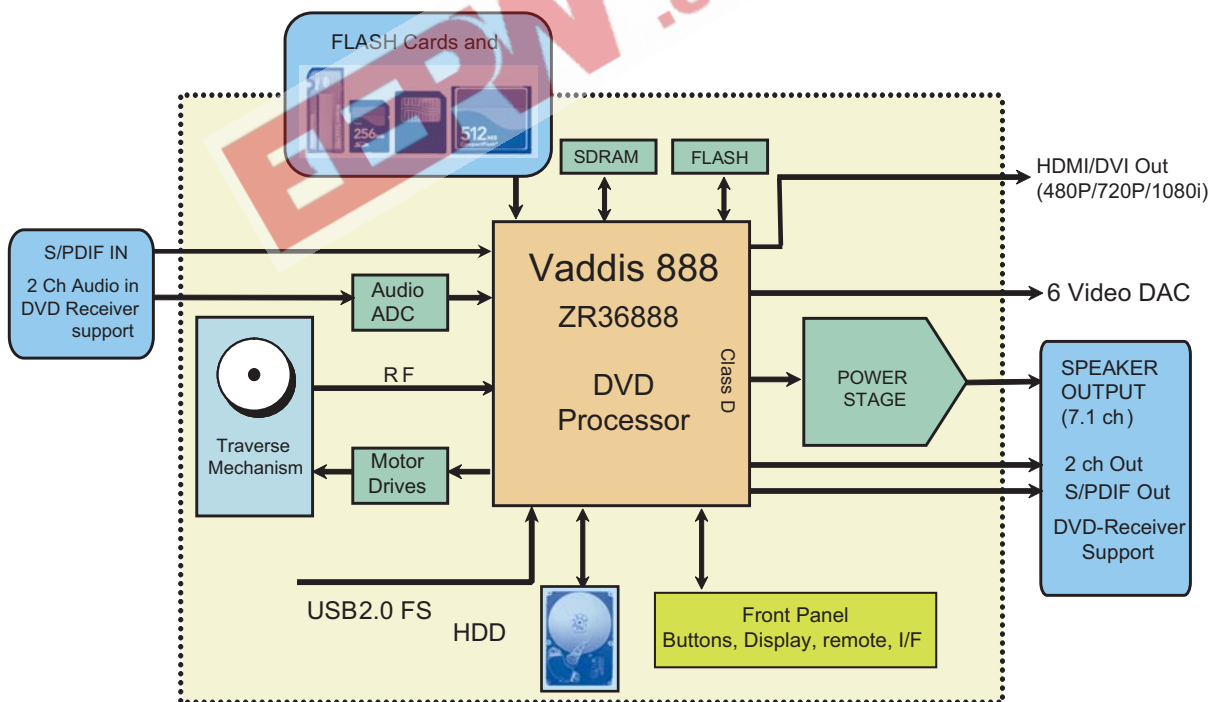 FLASH Cards and
256
512
SDRAM
FLASH
HDMI/DVI Out
(480P/720P/1080i)
S/PDIF IN
2 Ch Audio in
DVD Receiver
support
Audio
ADC
Vaddis 888
ZR36888
DVD
Processor
Class D
6 Video DAC
RF
Traverse
Mechanism
Motor
Drives
POWER
STAGE
SPEAKER
OUTPUT
(7.1 ch)
2 ch Out
S/PDIF Out
DVD-Receiver
Support
USB2.0 FS
HDD
Front Panel
Buttons, Display, remote, I/F